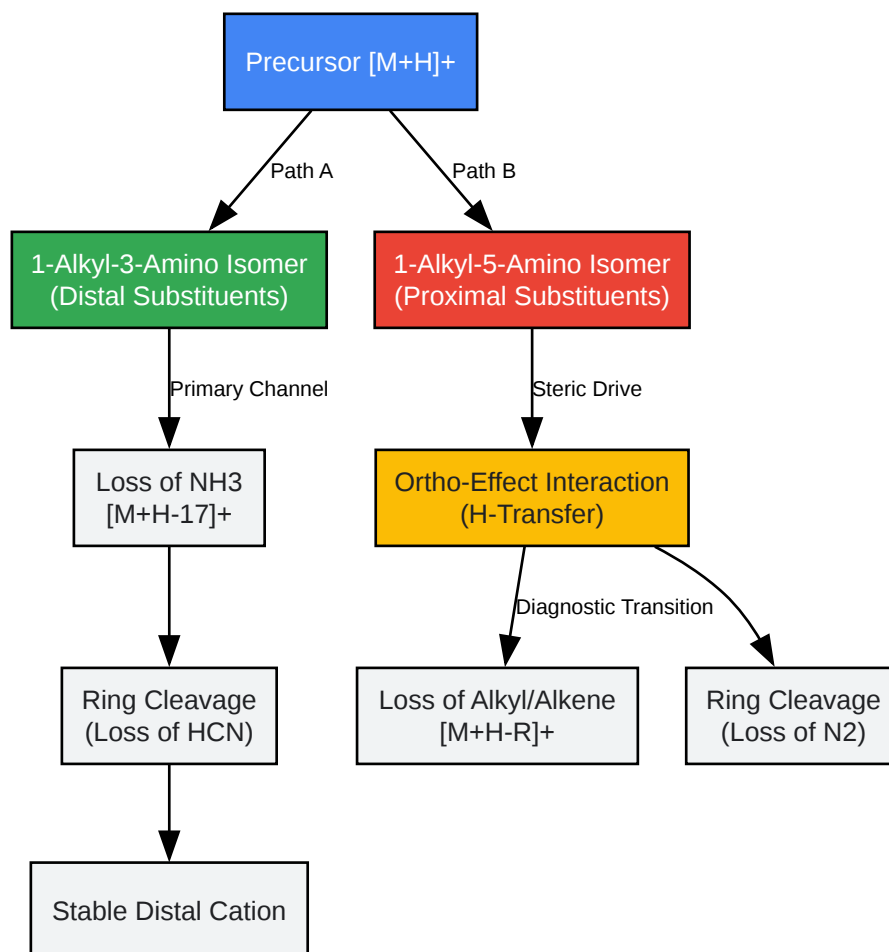 Precursor [M+H]+
Path A
Path B
1-Alkyl-3-Amino Isomer
(Distal Substituents)
1-Alkyl-5-Amino Isomer
(Proximal Substituents)
Primary Channel
Steric Drive
Loss of NH3
[M+H-17]+
Ortho-Effect Interaction
(H-Transfer)
Diagnostic Transition
Ring Cleavage
(Loss of HCN)
Loss of Alkyl/Alkene
[M+H-R]+
Ring Cleavage
(Loss of N2)
Stable Distal Cation